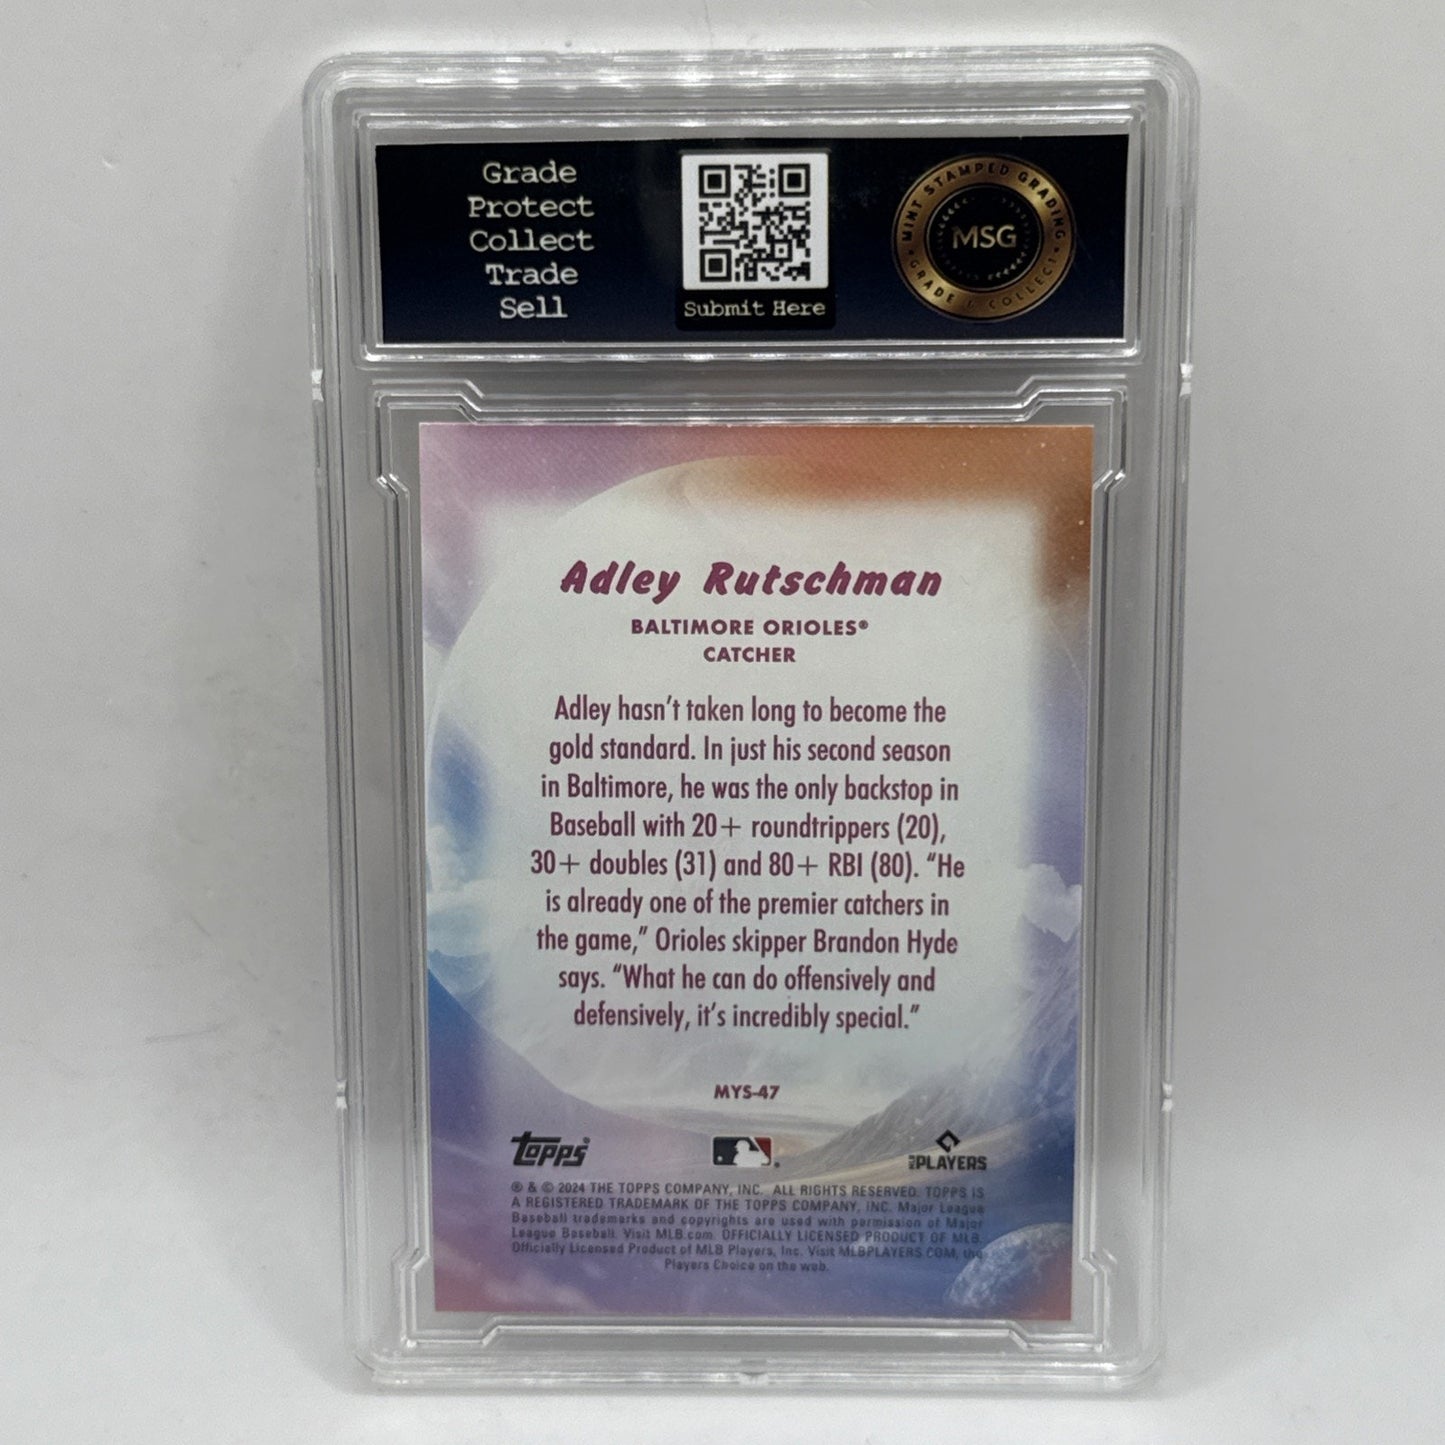 Grade
Protect
Collect
Trade
Sell
Submit Here
MINT STAMPED GRADING
MSG
GRADE & COLLECT
Adley Rutschman
BALTIMORE ORIOLES®
CATCHER
Adley hasn't taken long to become the
gold standard. In just his second season
in Baltimore, he was the only backstop in
Baseball with 20+ roundtrippers (20),
30+ doubles (31) and 80+ RBI (80). “He
is already one of the premier catchers in
the game,” Orioles skipper Brandon Hyde
says. “What he can do offensively and
defensively, it's incredibly special.”
MYS-47
Topps®
MLB PLAYERS
® & © 2024 THE TOPPS COMPANY, INC. ALL RIGHTS RESERVED. TOPPS IS
A REGISTERED TRADEMARK OF THE TOPPS COMPANY, INC. Major League
Baseball trademarks and copyrights are used with permission of Major
League Baseball. Visit MLB.com. OFFICIALLY LICENSED PRODUCT OF MLB.
Officially Licensed Product of MLB Players, Inc. Visit MLBPLAYERS.COM, the
Players Choice on the web.